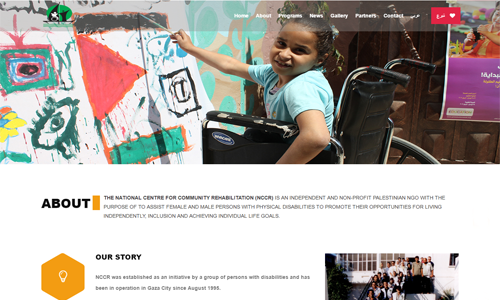 Home About Programs News Gallery Partners Contact عربي تبرع
ABOUT
THE NATIONAL CENTRE FOR COMMUNITY REHABILITATION (NCCR) IS AN INDEPENDENT AND NON-PROFIT PALESTINIAN NGO WITH THE
PURPOSE OF TO ASSIST FEMALE AND MALE PERSONS WITH PHYSICAL DISABILITIES TO PROMOTE THEIR OPPORTUNITIES FOR LIVING
INDEPENDENTLY, INCLUSION AND ACHIEVING INDIVIDUAL LIFE GOALS.
OUR STORY
NCCR was established as an initiative by a group of persons with disabilities and has
been in operation in Gaza City since August 1998.